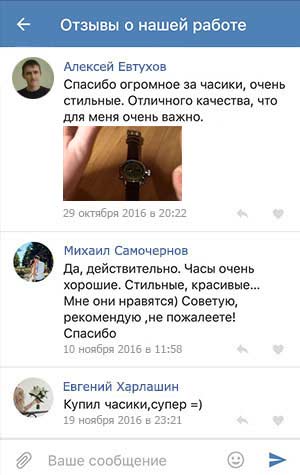 Отзывы о нашей работе
Алексей Евтухов
Спасибо огромное за часики, очень
стильные. Отличного качества, что
для меня очень важно.
29 октября 2016 в 20:22
Михаил Самочернов
Да, действительно. Часы очень
хорошие. Стильные, красивые...
Мне они нравятся) Советую,
рекомендую ,не пожалеете!
Спасибо
10 ноября 2016 в 11:58
Евгений Харлашин
Купил часики,супер =)
19 ноября 2016 в 23:21
Ваше сообщение